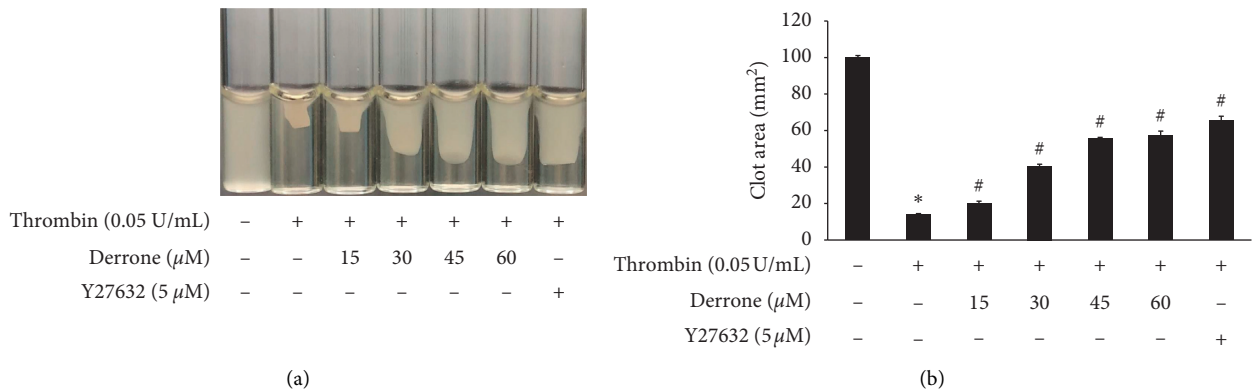 Thrombin (0.05 U/mL) – + + + + + +
Derrone (μM) – – 15 30 45 60 –
Y27632 (5 μM) – – – – – – +
(a)
Clot area (mm²)
120
100
80
60
40
20
0
* # # # # #
Thrombin (0.05 U/mL) – + + + + + +
Derrone (μM) – – 15 30 45 60 –
Y27632 (5 μM) – – – – – – +
(b)